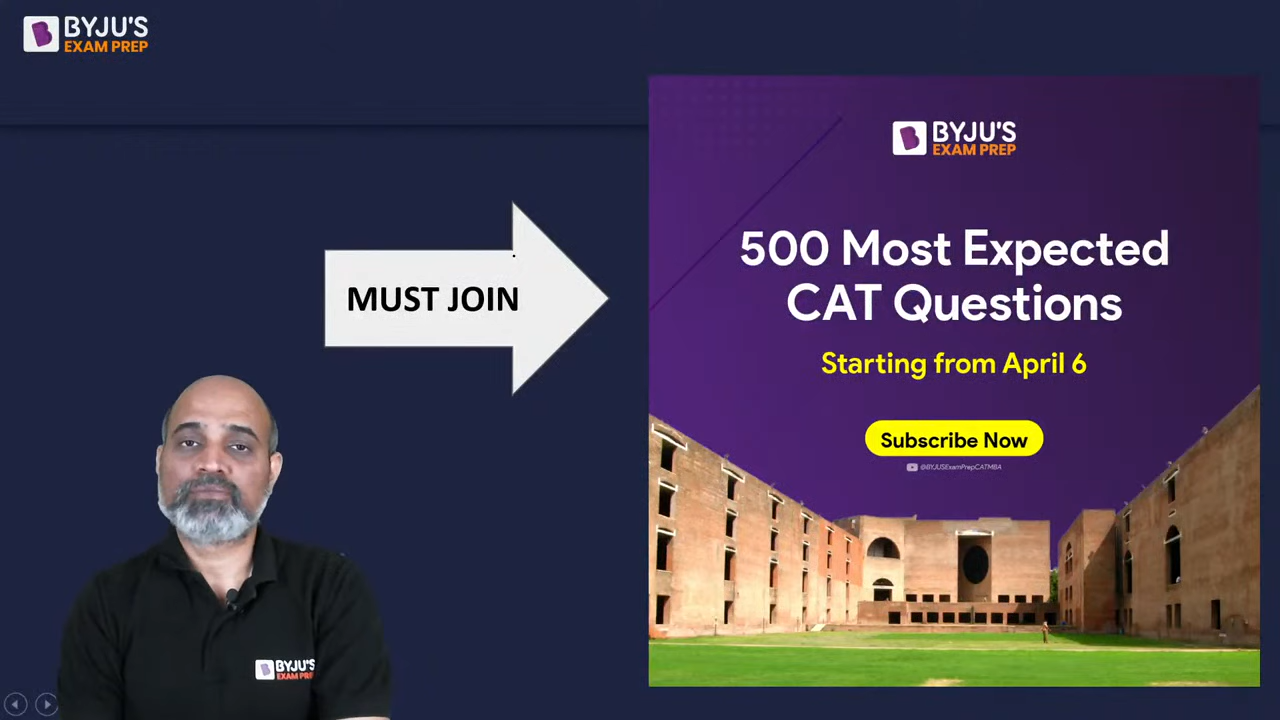 BYJU'S
EXAM PREP
BYJU'S
EXAM PREP
500 Most Expected
CAT Questions
Starting from April 6
Subscribe Now
@BYJUSExamPrepCATMBA
MUST JOIN
BYJU'S
EXAM PREP